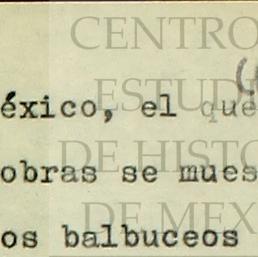 CENTRO
ESTUD
DE HISTO
DE MEX
éxico, el que
obras se mues
os balbuceos